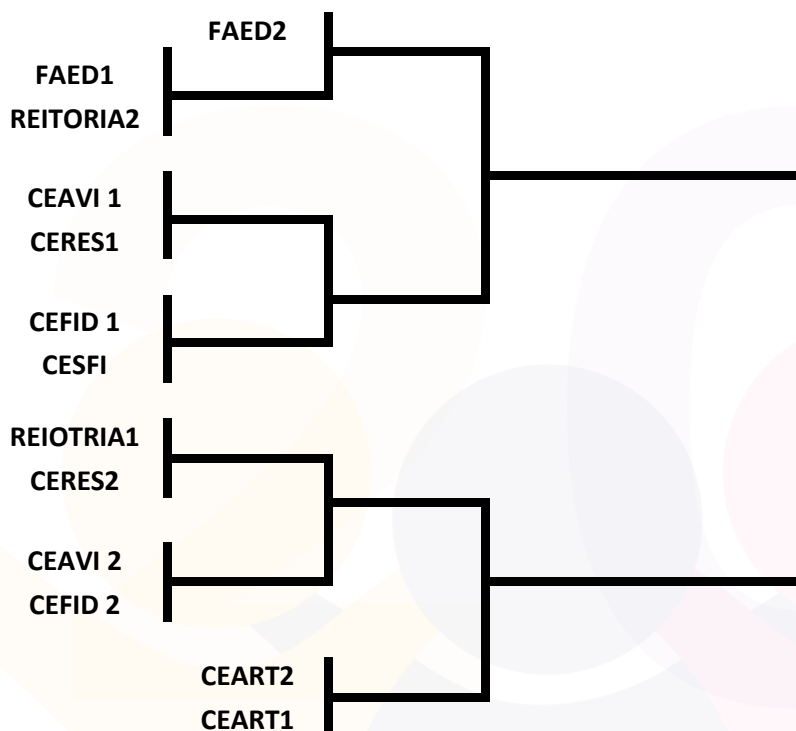 FAED2
FAED1
REITORIA2
CEAVI 1
CERES1
CEFID 1
CESFI
REIOTRIA1
CERES2
CEAVI 2
CEFID 2
CEART2
CEART1